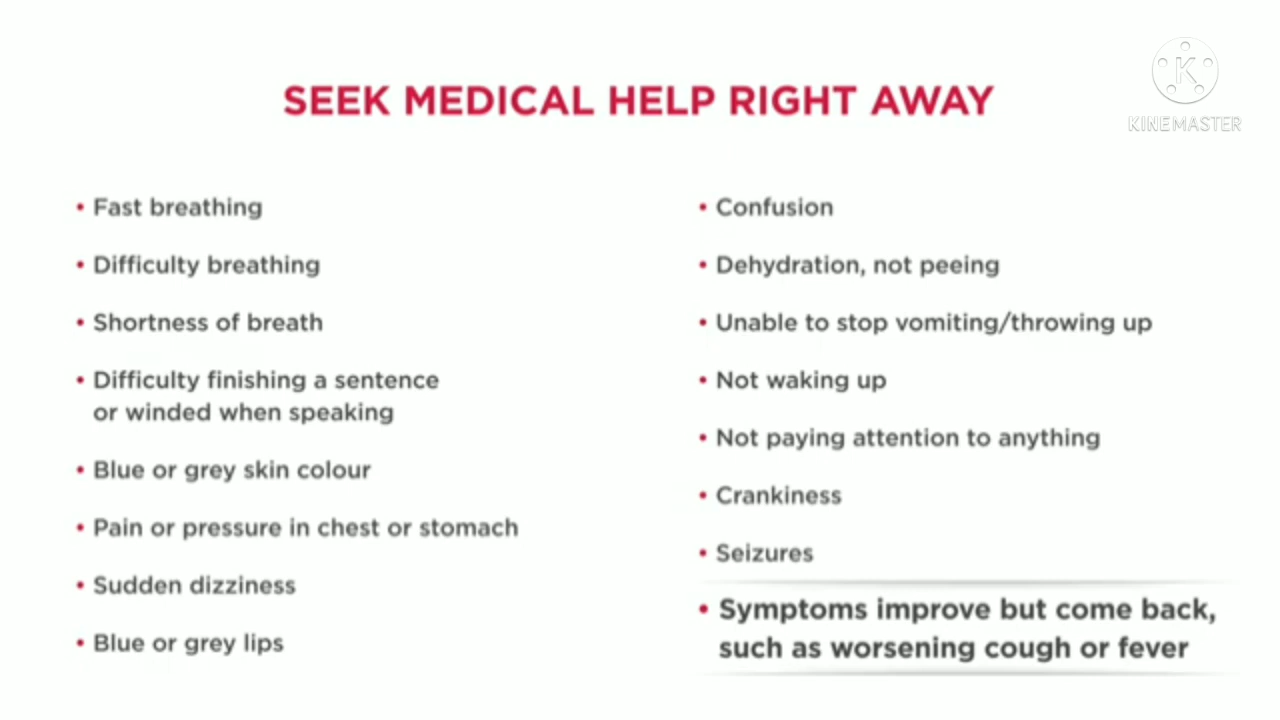 SEEK MEDICAL HELP RIGHT AWAY
K
KINEMASTER
• Fast breathing
• Difficulty breathing
• Shortness of breath
• Difficulty finishing a sentence
or winded when speaking
• Blue or grey skin colour
• Pain or pressure in chest or stomach
• Sudden dizziness
• Blue or grey lips
• Confusion
• Dehydration, not peeing
• Unable to stop vomiting/throwing up
• Not waking up
• Not paying attention to anything
• Crankiness
• Seizures
• Symptoms improve but come back,
such as worsening cough or fever